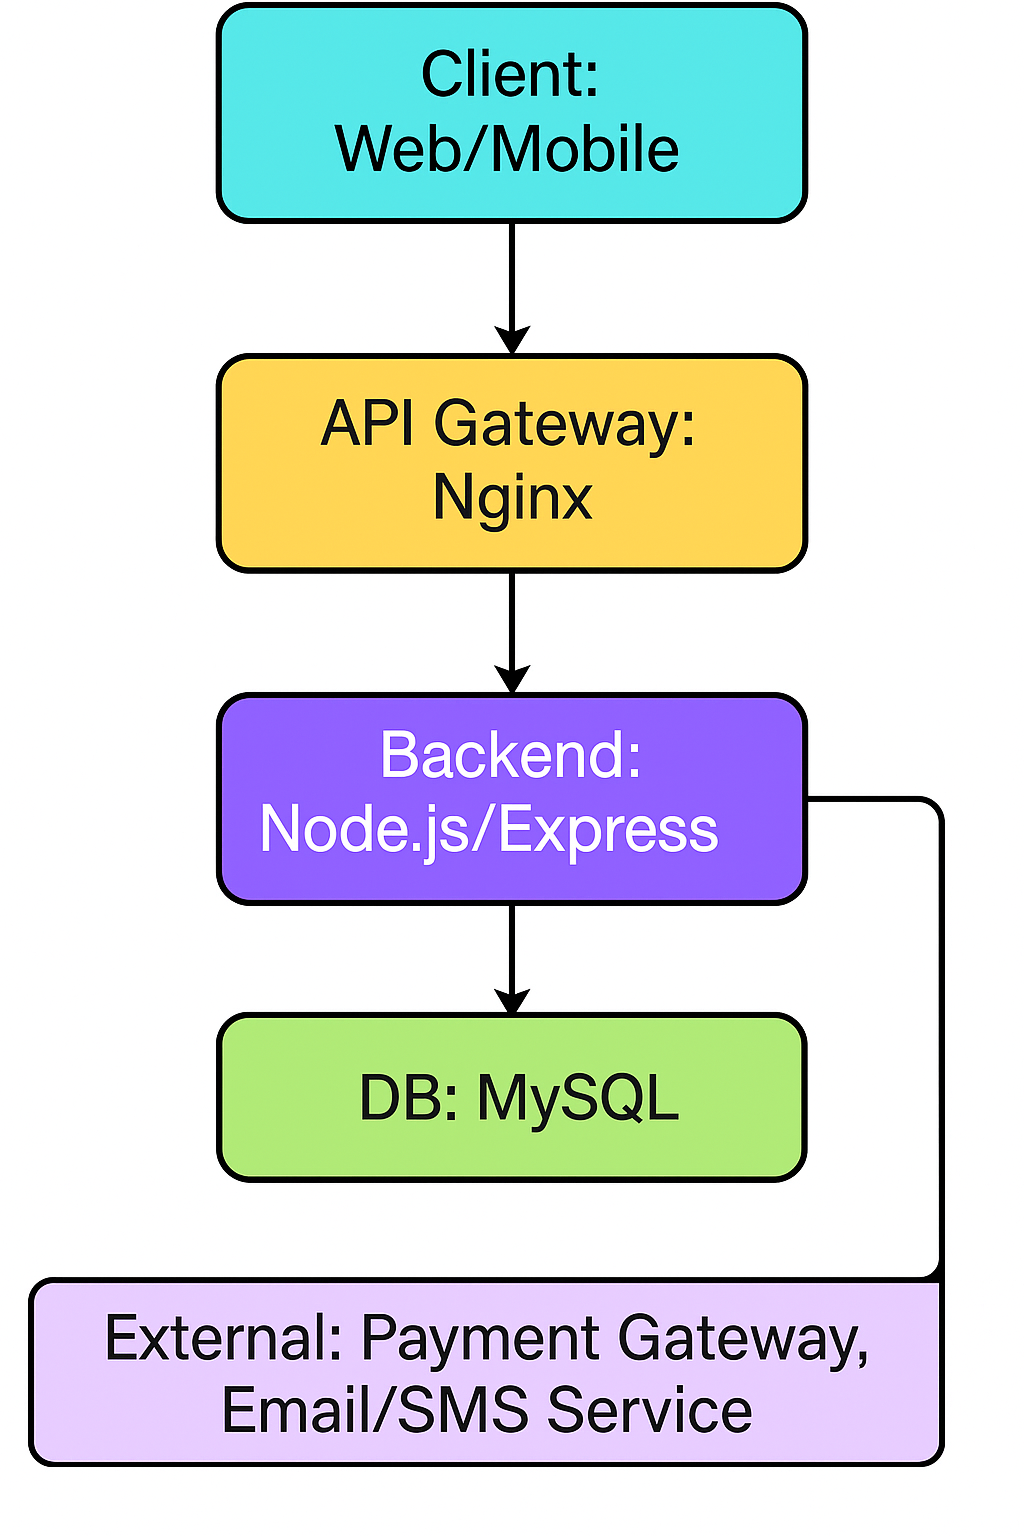 Client:
Web/Mobile
API Gateway:
Nginx
Backend:
Node.js/Express
DB: MySQL
External: Payment Gateway,
Email/SMS Service